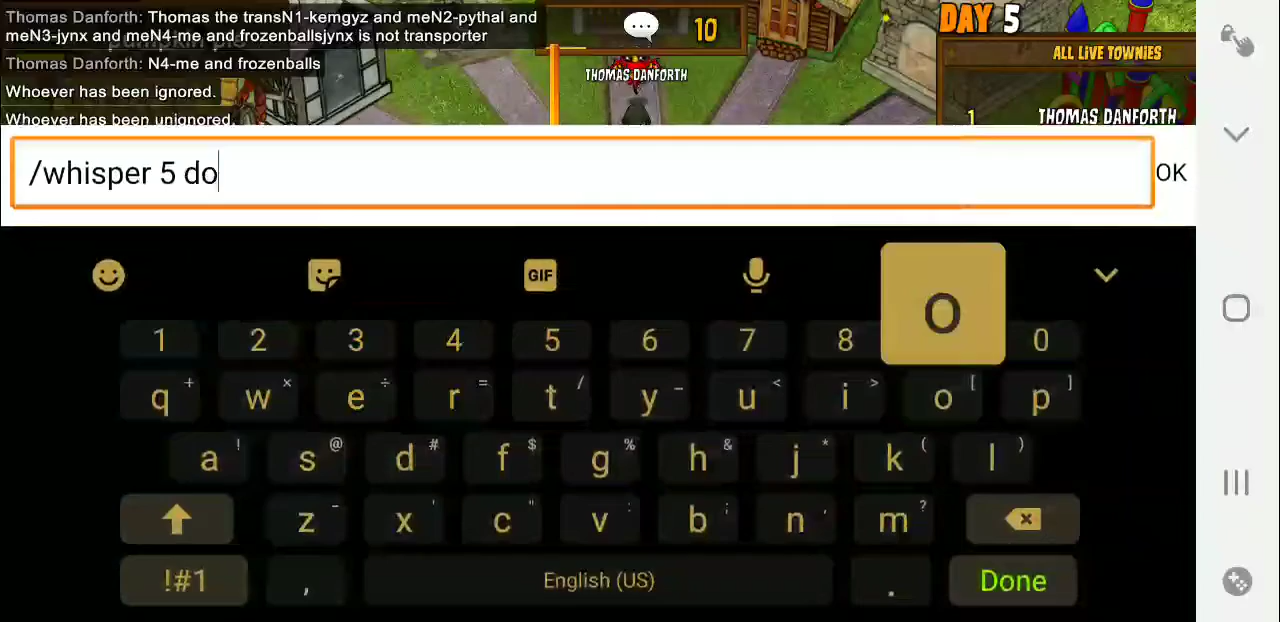 Thomas Danforth: Thomas the transN1-kemgyz and meN2-pythal and
meN3-jynx and meN4-me and frozenballsjynx is not transporter
pumpkin pie
Thomas Danforth: N4-me and frozenballs
Whoever has been ignored.
Whoever has been unignored.
10
THOMAS DANFORTH
DAY 5
ALL LIVE TOWNIES
1 THOMAS DANFORTH
/whisper 5 do
OK
GIF
O
1 2 3 4 5 6 7 8 0
q + w × e ÷ r = t / y _ u < i > o [ p ]
a ! s @ d # f $ g % h & j * k ( l )
z - x ' c " v : b ; n , m ?
!#1 , English (US) . Done